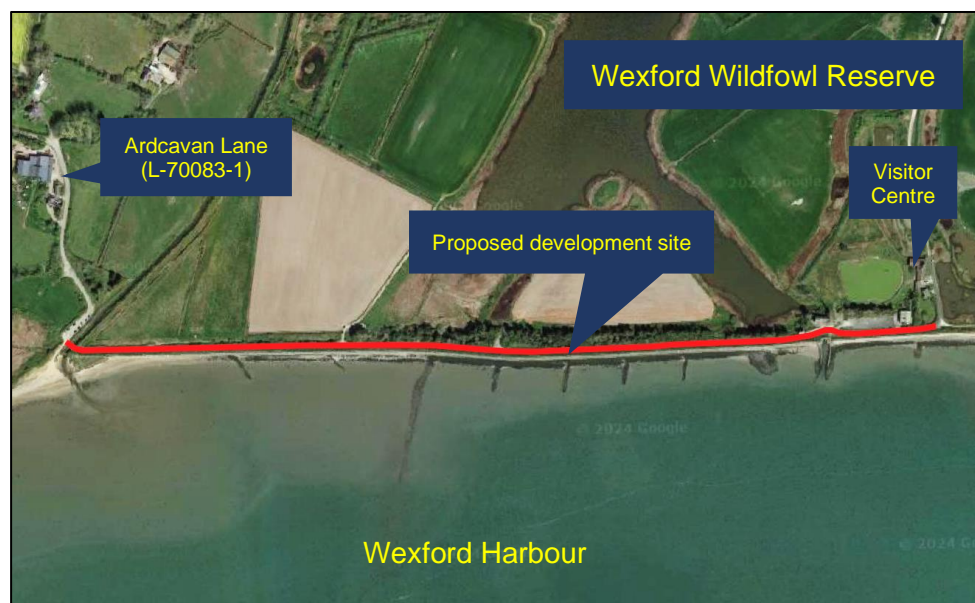 Wexford Wildfowl Reserve
Ardcavan Lane
(L-70083-1)
Visitor
Centre
© 2024 Google
Proposed development site
© 2024 Google
© 2024 Google
Wexford Harbour